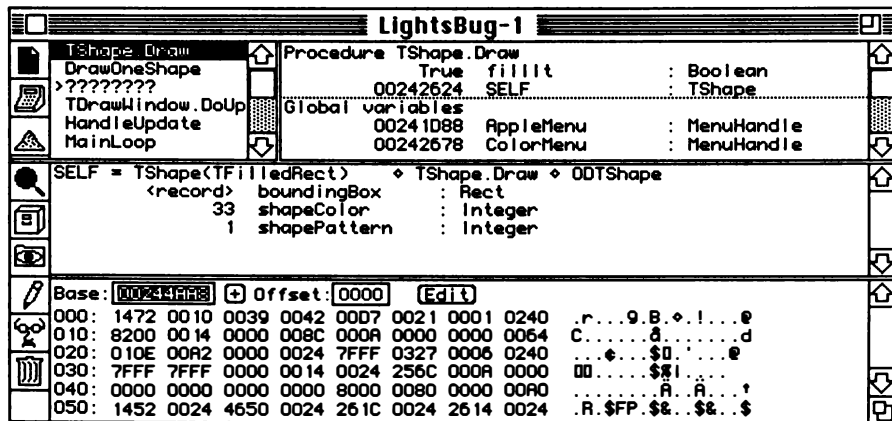 LightsBug-1
TShape.Draw
DrawOneShape
>????????
TDrawWindow.DoUp
HandleUpdate
MainLoop
Procedure TShape.Draw
True fillIt : Boolean
00242624 SELF : TShape
Global variables
00241D88 AppleMenu : MenuHandle
00242678 ColorMenu : MenuHandle
SELF = TShape(TFilledRect) ⋄ TShape.Draw ⋄ ODTShape
<record> boundingBox : Rect
33 shapeColor : Integer
1 shapePattern : Integer
Base: 00244AA8 + Offset: 0000 Edit
000: 1472 0010 0039 0042 00D7 0021 0001 0240 .r...9.B.⋄.!...@
010: 8200 0014 0000 008C 000A 0000 0000 0064 C.......å.......d
020: 010E 00A2 0000 0024 7FFF 0327 0006 0240 ...¢...$▯.'...@
030: 7FFF 7FFF 0000 0014 0024 256C 000A 0000 ▯▯......$%l....
040: 0000 0000 0000 0000 8000 0080 0000 00A0 ........Ä..Ä...†
050: 1452 0024 4650 0024 261C 0024 2614 0024 .R.$FP.$&..$&..$